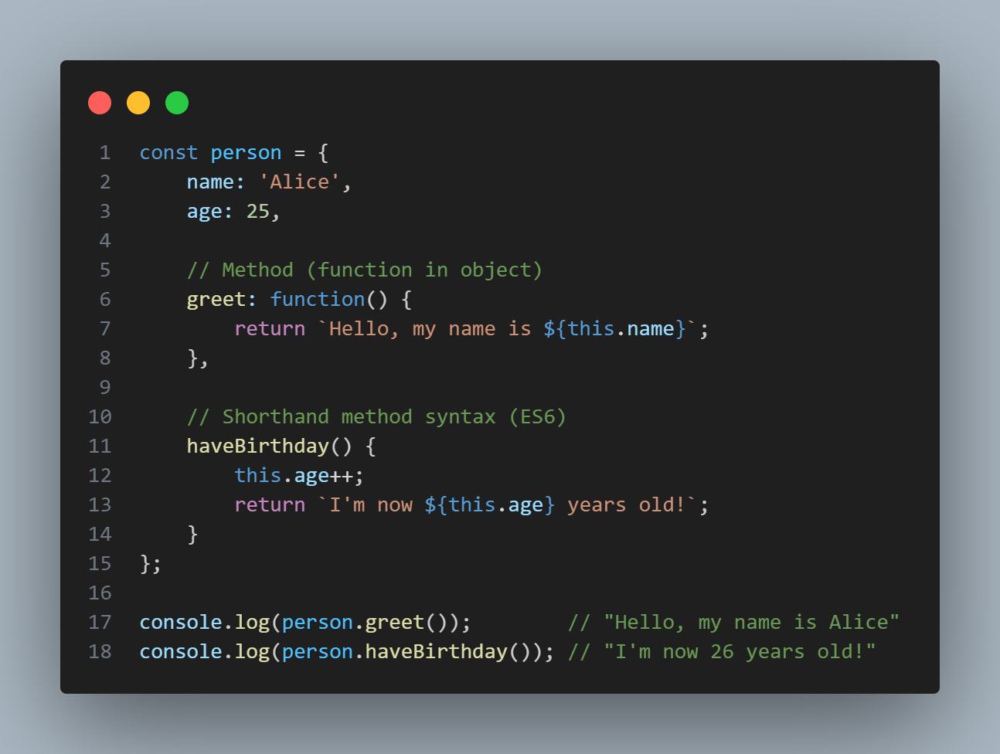 1 const person = {
2     name: 'Alice',
3     age: 25,
4
5     // Method (function in object)
6     greet: function() {
7         return `Hello, my name is ${this.name}`;
8     },
9
10     // Shorthand method syntax (ES6)
11     haveBirthday() {
12         this.age++;
13         return `I'm now ${this.age} years old!`;
14     }
15 };
16
17 console.log(person.greet());        // "Hello, my name is Alice"
18 console.log(person.haveBirthday()); // "I'm now 26 years old!"